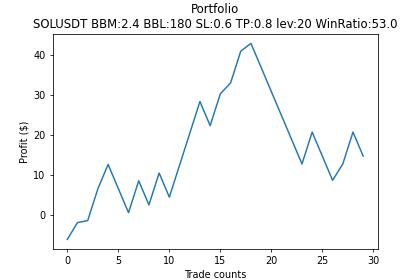 Portfolio
SOLUSDT BBM:2.4 BBL:180 SL:0.6 TP:0.8 lev:20 WinRatio:53.0
Profit ($)
40
30
20
10
0
0 5 10 15 20 25 30
Trade counts